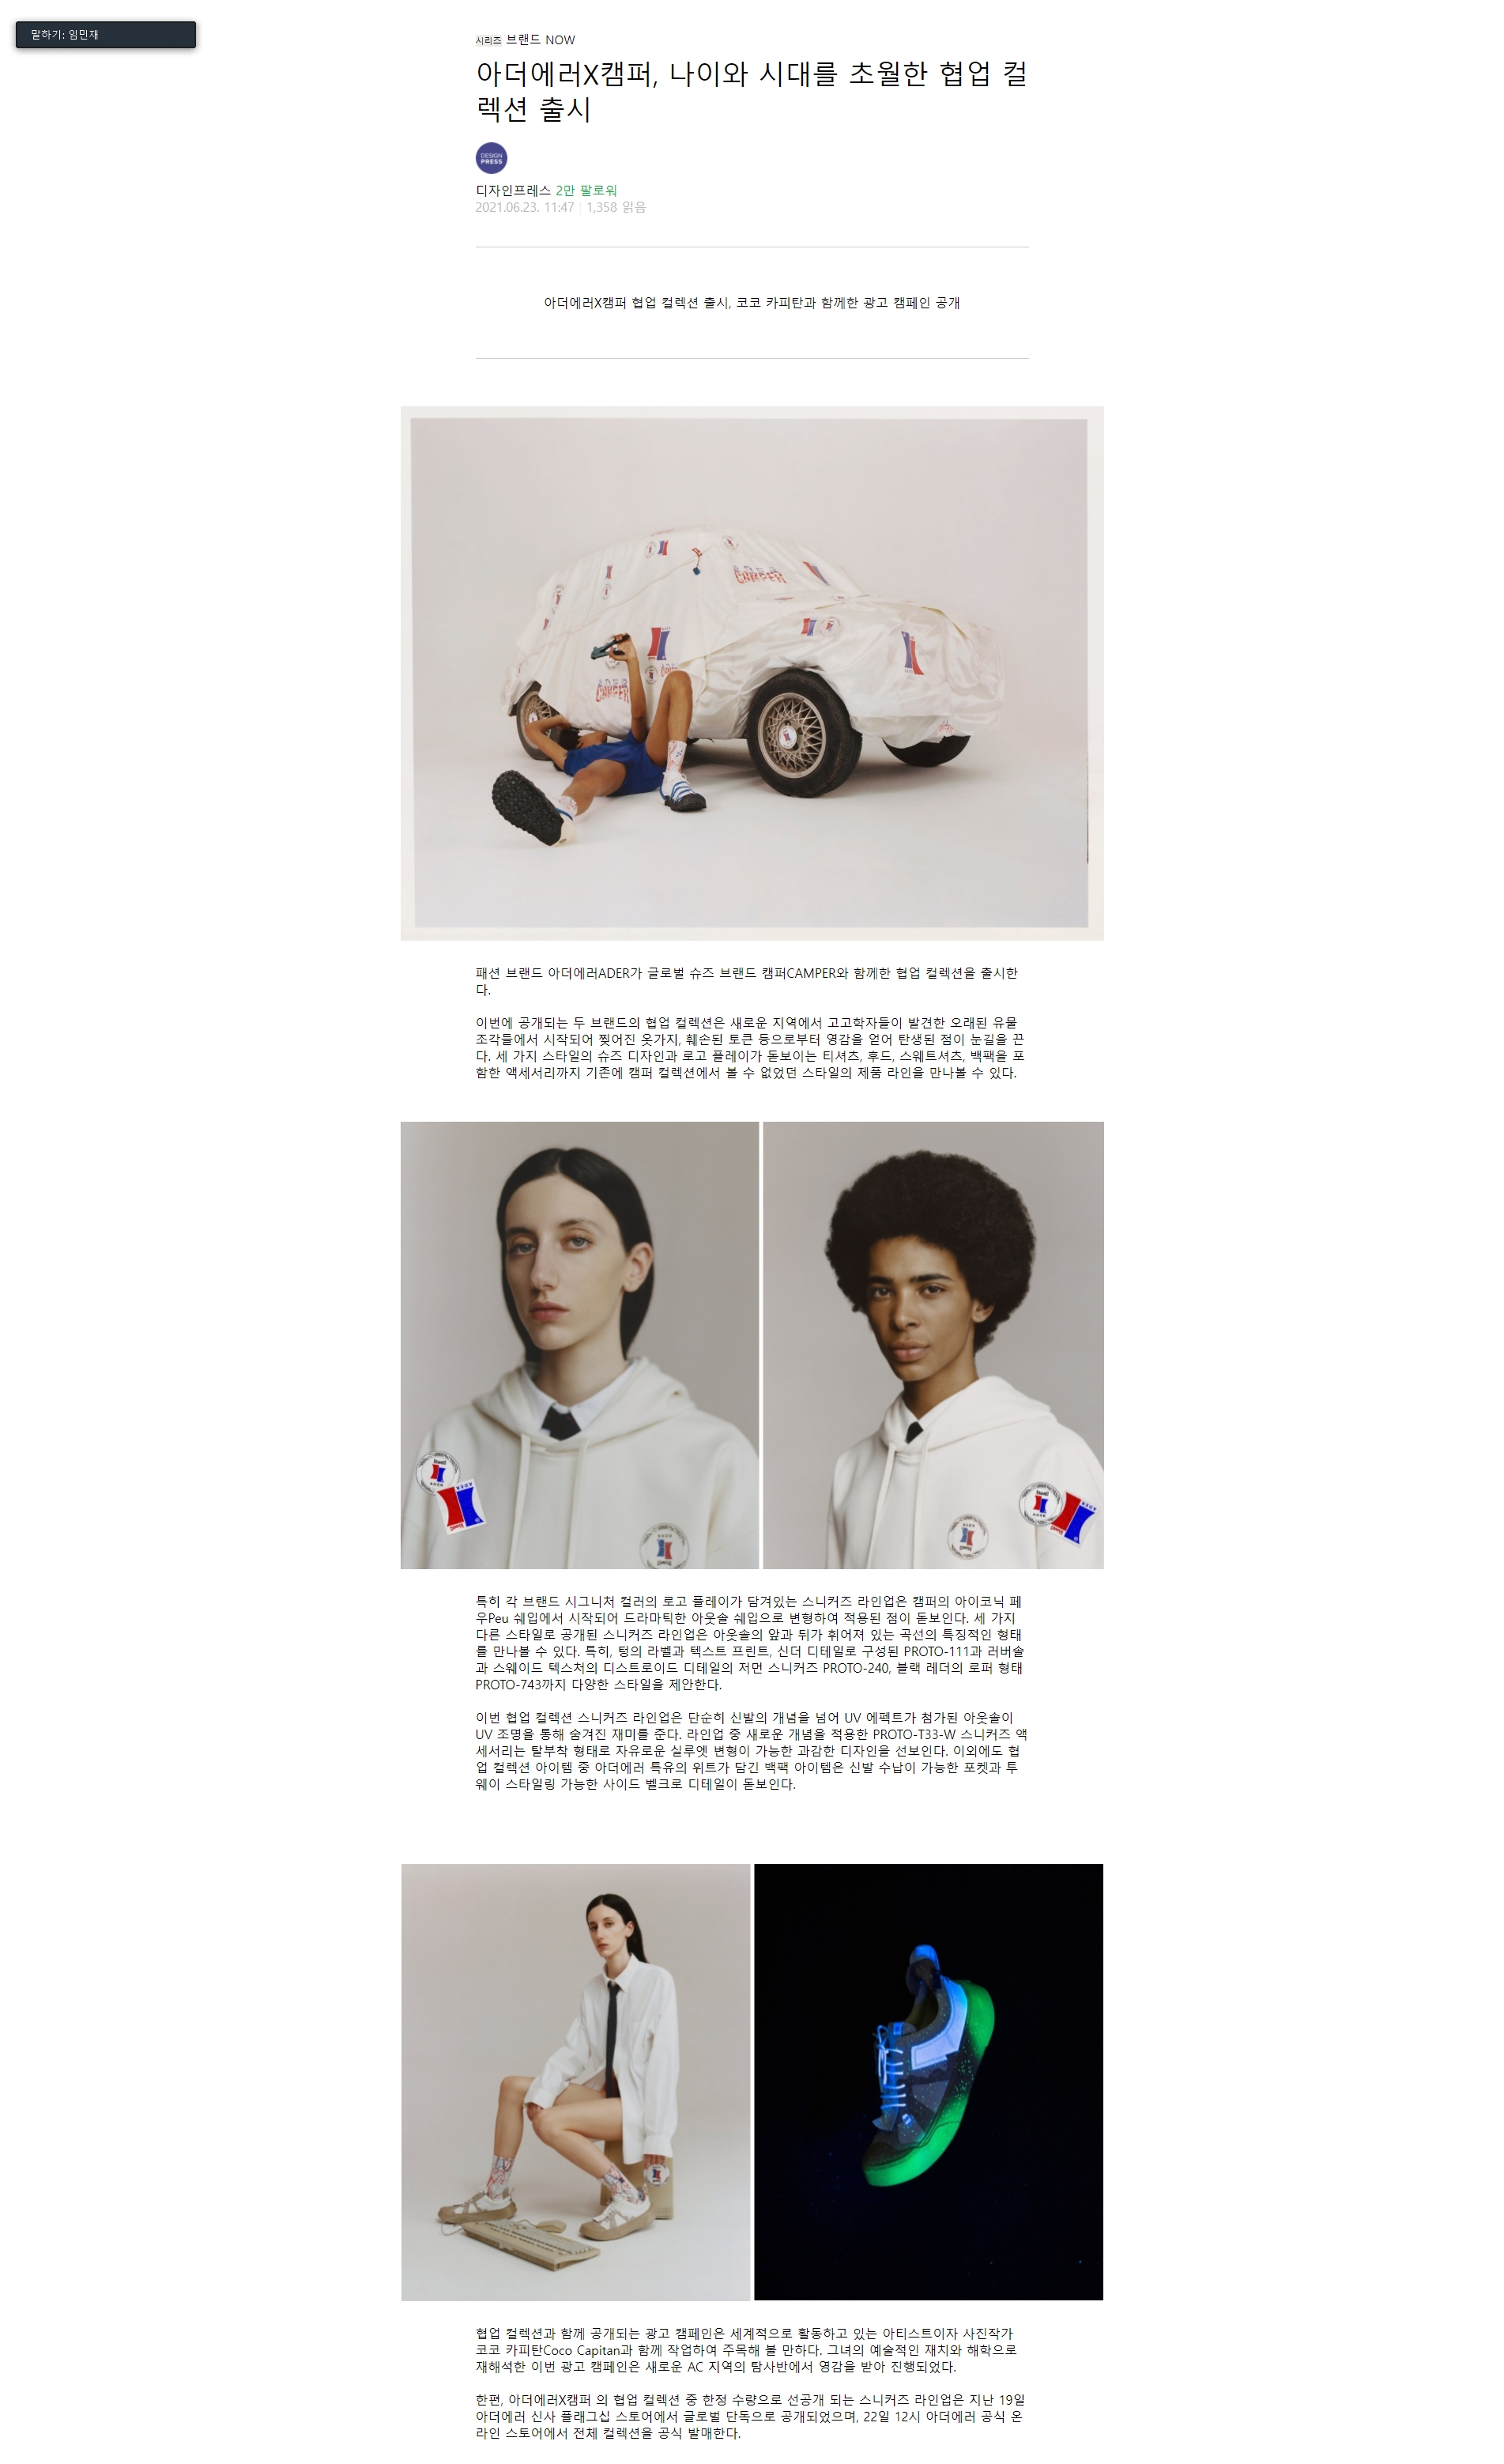 말하기: 임민재
시리즈 브랜드 NOW
아더에러X캠퍼, 나이와 시대를 초월한 협업 컬
렉션 출시
DESIGN
PRESS
디자인프레스 2만 팔로워
2021.06.23. 11:47 | 1,358 읽음
아더에러X캠퍼 협업 컬렉션 출시, 코코 카피탄과 함께한 광고 캠페인 공개
CAMPER
CAMPER
패션 브랜드 아더에러ADER가 글로벌 슈즈 브랜드 캠퍼CAMPER와 함께한 협업 컬렉션을 출시한
다.
이번에 공개되는 두 브랜드의 협업 컬렉션은 새로운 지역에서 고고학자들이 발견한 오래된 유물
조각들에서 시작되어 찢어진 옷가지, 훼손된 토큰 등으로부터 영감을 얻어 탄생된 점이 눈길을 끈
다. 세 가지 스타일의 슈즈 디자인과 로고 플레이가 돋보이는 티셔츠, 후드, 스웨트셔츠, 백팩을 포
함한 액세서리까지 기존에 캠퍼 컬렉션에서 볼 수 없었던 스타일의 제품 라인을 만나볼 수 있다.
ADER
ADER
ADER
ADER
ADER
ADER
특히 각 브랜드 시그니처 컬러의 로고 플레이가 담겨있는 스니커즈 라인업은 캠퍼의 아이코닉 페
우Peu 쉐입에서 시작되어 드라마틱한 아웃솔 쉐입으로 변형하여 적용된 점이 돋보인다. 세 가지
다른 스타일로 공개된 스니커즈 라인업은 아웃솔의 앞과 뒤가 휘어져 있는 곡선의 특징적인 형태
를 만나볼 수 있다. 특히, 텅의 라벨과 텍스트 프린트, 신더 디테일로 구성된 PROTO-111과 러버솔
과 스웨이드 텍스처의 디스트로이드 디테일의 저먼 스니커즈 PROTO-240, 블랙 레더의 로퍼 형태
PROTO-743까지 다양한 스타일을 제안한다.
이번 협업 컬렉션 스니커즈 라인업은 단순히 신발의 개념을 넘어 UV 에펙트가 첨가된 아웃솔이
UV 조명을 통해 숨겨진 재미를 준다. 라인업 중 새로운 개념을 적용한 PROTO-T33-W 스니커즈 액
세서리는 탈부착 형태로 자유로운 실루엣 변형이 가능한 과감한 디자인을 선보인다. 이외에도 협
업 컬렉션 아이템 중 아더에러 특유의 위트가 담긴 백팩 아이템은 신발 수납이 가능한 포켓과 투
웨이 스타일링 가능한 사이드 벨크로 디테일이 돋보인다.
협업 컬렉션과 함께 공개되는 광고 캠페인은 세계적으로 활동하고 있는 아티스트이자 사진작가
코코 카피탄Coco Capitan과 함께 작업하여 주목해 볼 만하다. 그녀의 예술적인 재치와 해학으로
재해석한 이번 광고 캠페인은 새로운 AC 지역의 탐사반에서 영감을 받아 진행되었다.
한편, 아더에러X캠퍼 의 협업 컬렉션 중 한정 수량으로 선공개 되는 스니커즈 라인업은 지난 19일
아더에러 신사 플래그십 스토어에서 글로벌 단독으로 공개되었으며, 22일 12시 아더에러 공식 온
라인 스토어에서 전체 컬렉션을 공식 발매한다.